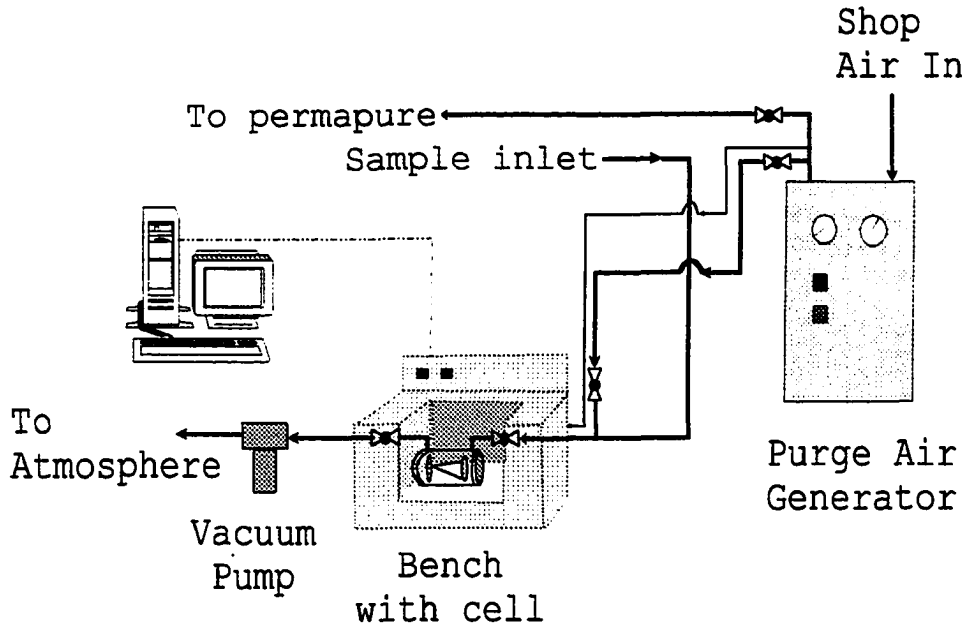 Shop
Air In
To permapure
Sample inlet
To
Atmosphere
Vacuum
Pump
Bench
with cell
Purge Air
Generator